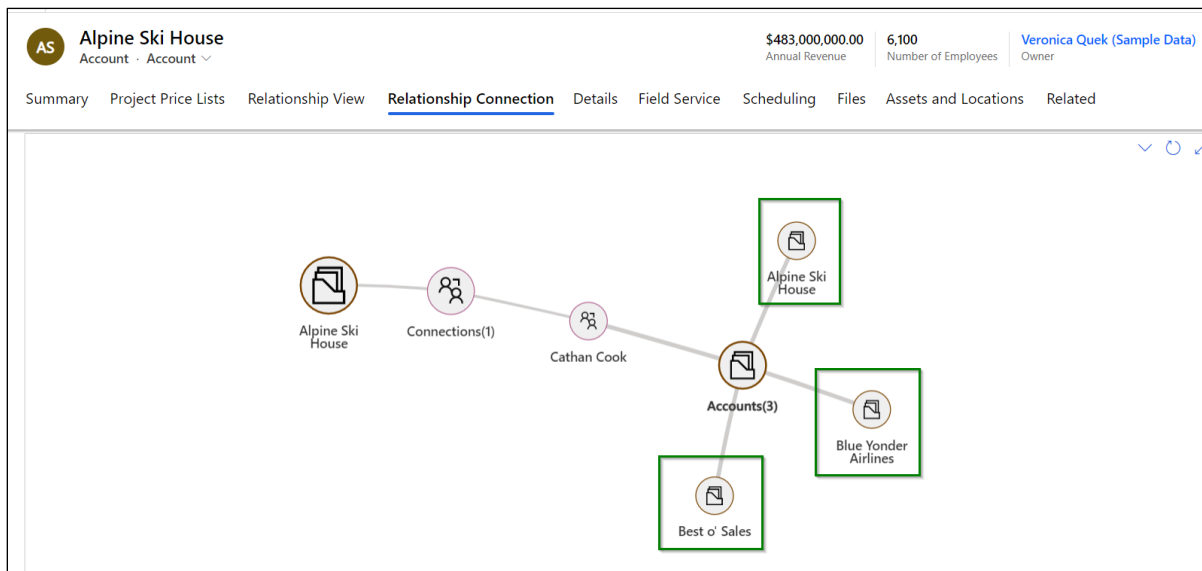 AS
Alpine Ski House
Account · Account
$483,000,000.00
Annual Revenue
6,100
Number of Employees
Veronica Quek (Sample Data)
Owner
Summary Project Price Lists Relationship View Relationship Connection Details Field Service Scheduling Files Assets and Locations Related
Alpine Ski
House
Connections(1)
Cathan Cook
Accounts(3)
Alpine Ski
House
Blue Yonder
Airlines
Best o' Sales